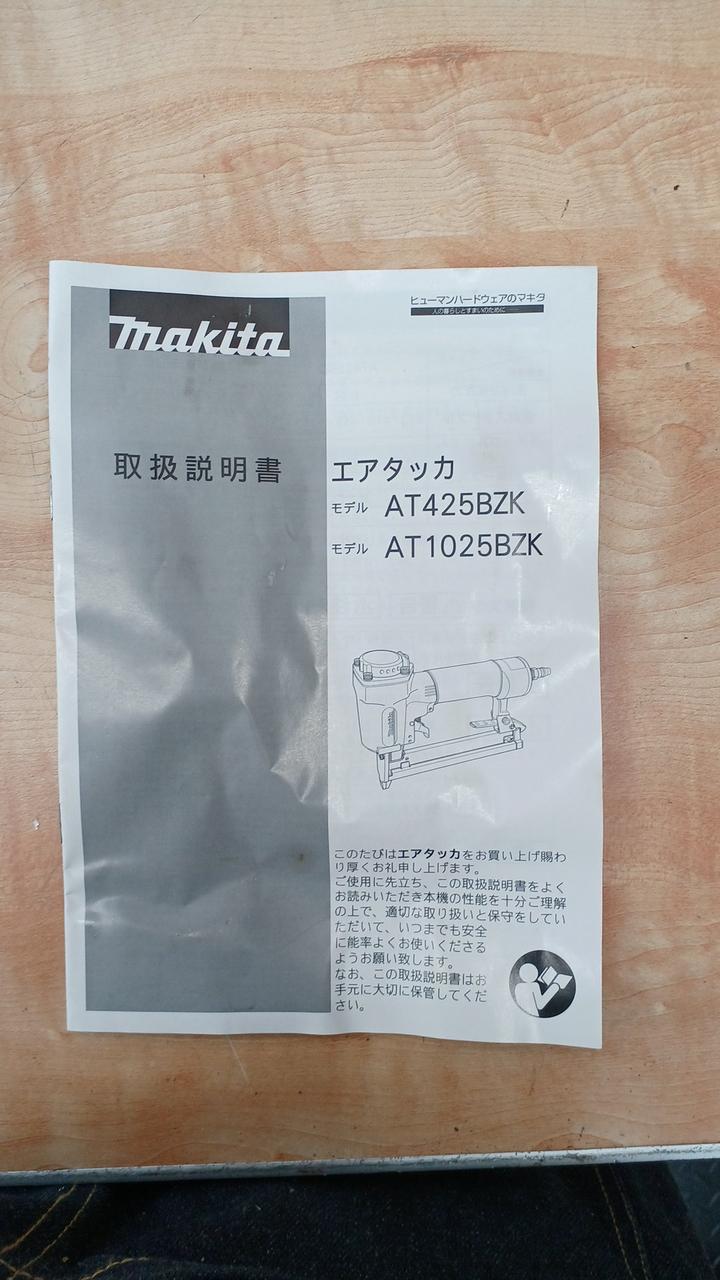 makita
ヒューマンハードウェアのマキタ
人の暮らしとすまいのために
取扱説明書
エアタッカ
モデル AT425BZK
モデル AT1025BZK
makita
このたびはエアタッカをお買い上げ賜わ
り厚くお礼申し上げます。
ご使用に先立ち、この取扱説明書をよく
お読みいただき本機の性能を十分ご理解
の上で、適切な取り扱いと保守をしてい
ただいて、いつまでも安全
に能率よくお使いくださる
ようお願い致します。
なお、この取扱説明書はお
手元に大切に保管してくだ
さい。